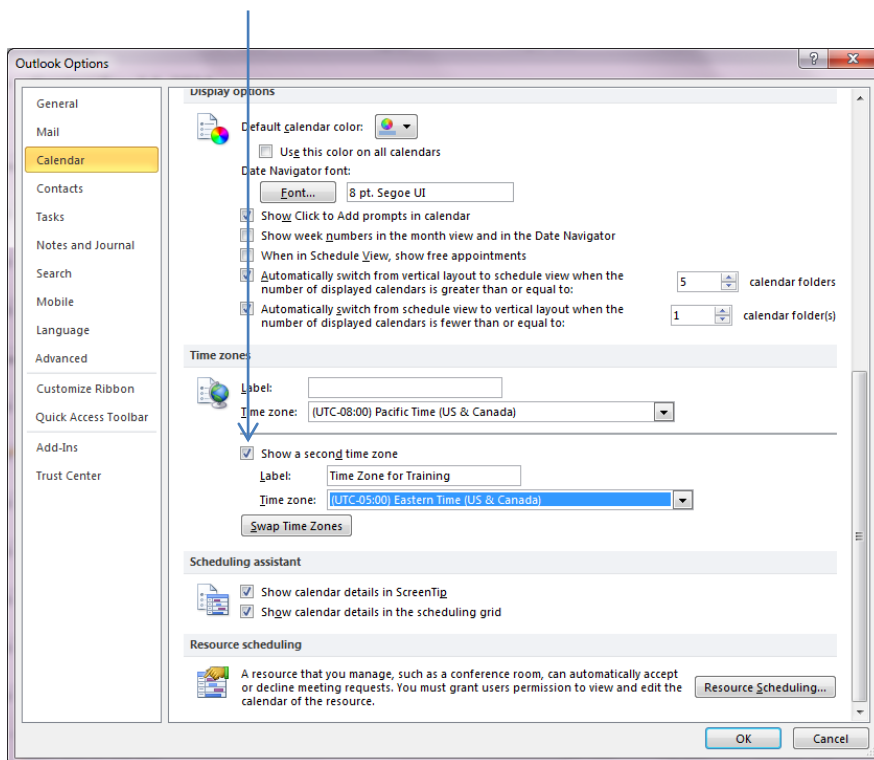 Outlook Options
General
Mail
Calendar
Contacts
Tasks
Notes and Journal
Search
Mobile
Language
Advanced
Customize Ribbon
Quick Access Toolbar
Add-Ins
Trust Center
Display options
Default calendar color:
Use this color on all calendars
Date Navigator font:
Font... 8 pt. Segoe UI
Show Click to Add prompts in calendar
Show week numbers in the month view and in the Date Navigator
When in Schedule View, show free appointments
Automatically switch from vertical layout to schedule view when the
number of displayed calendars is greater than or equal to:
5 calendar folders
Automatically switch from schedule view to vertical layout when the
number of displayed calendars is fewer than or equal to:
1 calendar folder(s)
Time zones
Label:
Time zone: (UTC-08:00) Pacific Time (US & Canada)
Show a second time zone
Label: Time Zone for Training
Time zone: (UTC-05:00) Eastern Time (US & Canada)
Swap Time Zones
Scheduling assistant
Show calendar details in ScreenTip
Show calendar details in the scheduling grid
Resource scheduling
A resource that you manage, such as a conference room, can automatically accept
or decline meeting requests. You must grant users permission to view and edit the
calendar of the resource.
Resource Scheduling...
OK Cancel